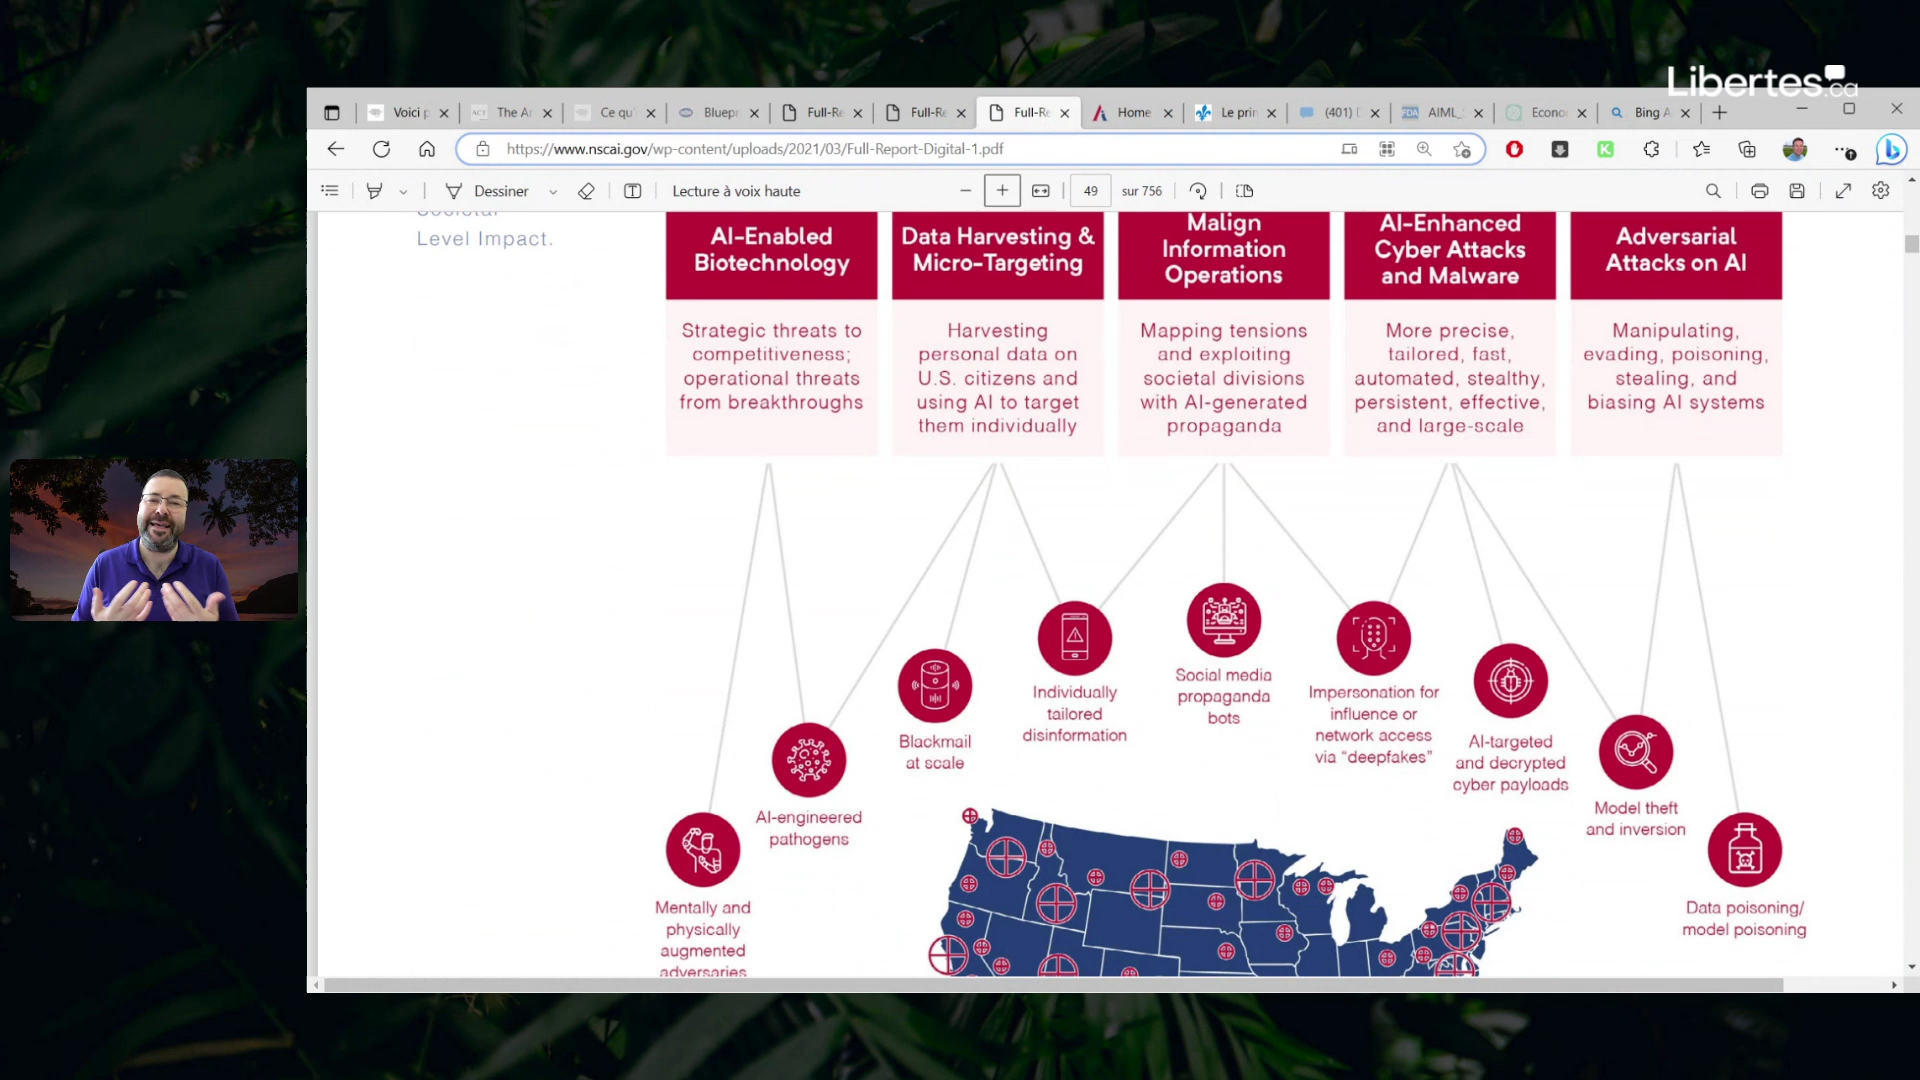 Libertes.ca
Voici p
The Ar
Ce qu'
Bluepr
Full-Re
Full-Re
Full-Re
Home
Le prin
(401) D
AIML_S
Econo
Bing A
https://www.nscai.gov/wp-content/uploads/2021/03/Full-Report-Digital-1.pdf
Dessiner
Lecture à voix haute
49 sur 756
Societal
Level Impact.
AI-Enabled
Biotechnology
Strategic threats to
competitiveness;
operational threats
from breakthroughs
Data Harvesting &
Micro-Targeting
Harvesting
personal data on
U.S. citizens and
using AI to target
them individually
Malign
Information
Operations
Mapping tensions
and exploiting
societal divisions
with AI-generated
propaganda
AI-Enhanced
Cyber Attacks
and Malware
More precise,
tailored, fast,
automated, stealthy,
persistent, effective,
and large-scale
Adversarial
Attacks on AI
Manipulating,
evading, poisoning,
stealing, and
biasing AI systems
Mentally and
physically
augmented
adversaries
AI-engineered
pathogens
Blackmail
at scale
Individually
tailored
disinformation
Social media
propaganda
bots
Impersonation for
influence or
network access
via “deepfakes”
AI-targeted
and decrypted
cyber payloads
Model theft
and inversion
Data poisoning/
model poisoning